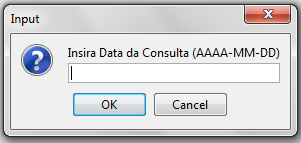 Input
Insira Data da Consulta (AAAA-MM-DD)
OK
Cancel